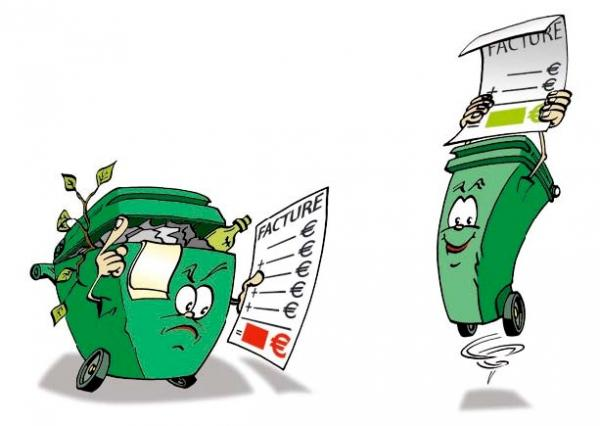 FACTURE
— €
+ — €
+ — €
+ — €
+ — €
= €
FACTURE
— €
+ — €
= €